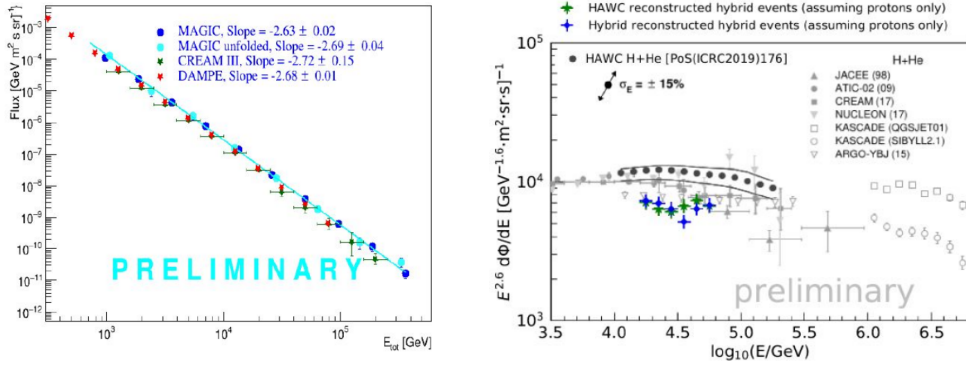 MAGIC, Slope = -2.63 ± 0.02
MAGIC unfolded, Slope = -2.69 ± 0.04
CREAM III, Slope = -2.72 ± 0.15
DAMPE, Slope = -2.68 ± 0.01
Flux [GeV m² s sr]⁻¹
10⁻²
10⁻³
10⁻⁴
10⁻⁵
10⁻⁶
10⁻⁷
10⁻⁸
10⁻⁹
10⁻¹⁰
10⁻¹¹
10⁻¹²
PRELIMINARY
10³
10⁴
10⁵
E_tot [GeV]
HAWC reconstructed hybrid events (assuming protons only)
Hybrid reconstructed hybrid events (assuming protons only)
HAWC H+He [PoS(ICRC2019)176]
σ_E = ± 15%
H+He
JACEE (98)
ATIC-02 (09)
CREAM (17)
NUCLEON (17)
KASCADE (QGSJET01)
KASCADE (SIBYLL2.1)
ARGO-YBJ (15)
E²·⁶ dΦ/dE [GeV⁻¹·⁶·m²·sr·s]⁻¹
10⁵
10⁴
10³
preliminary
3.5
4.0
4.5
5.0
5.5
6.0
6.5
log₁₀(E/GeV)